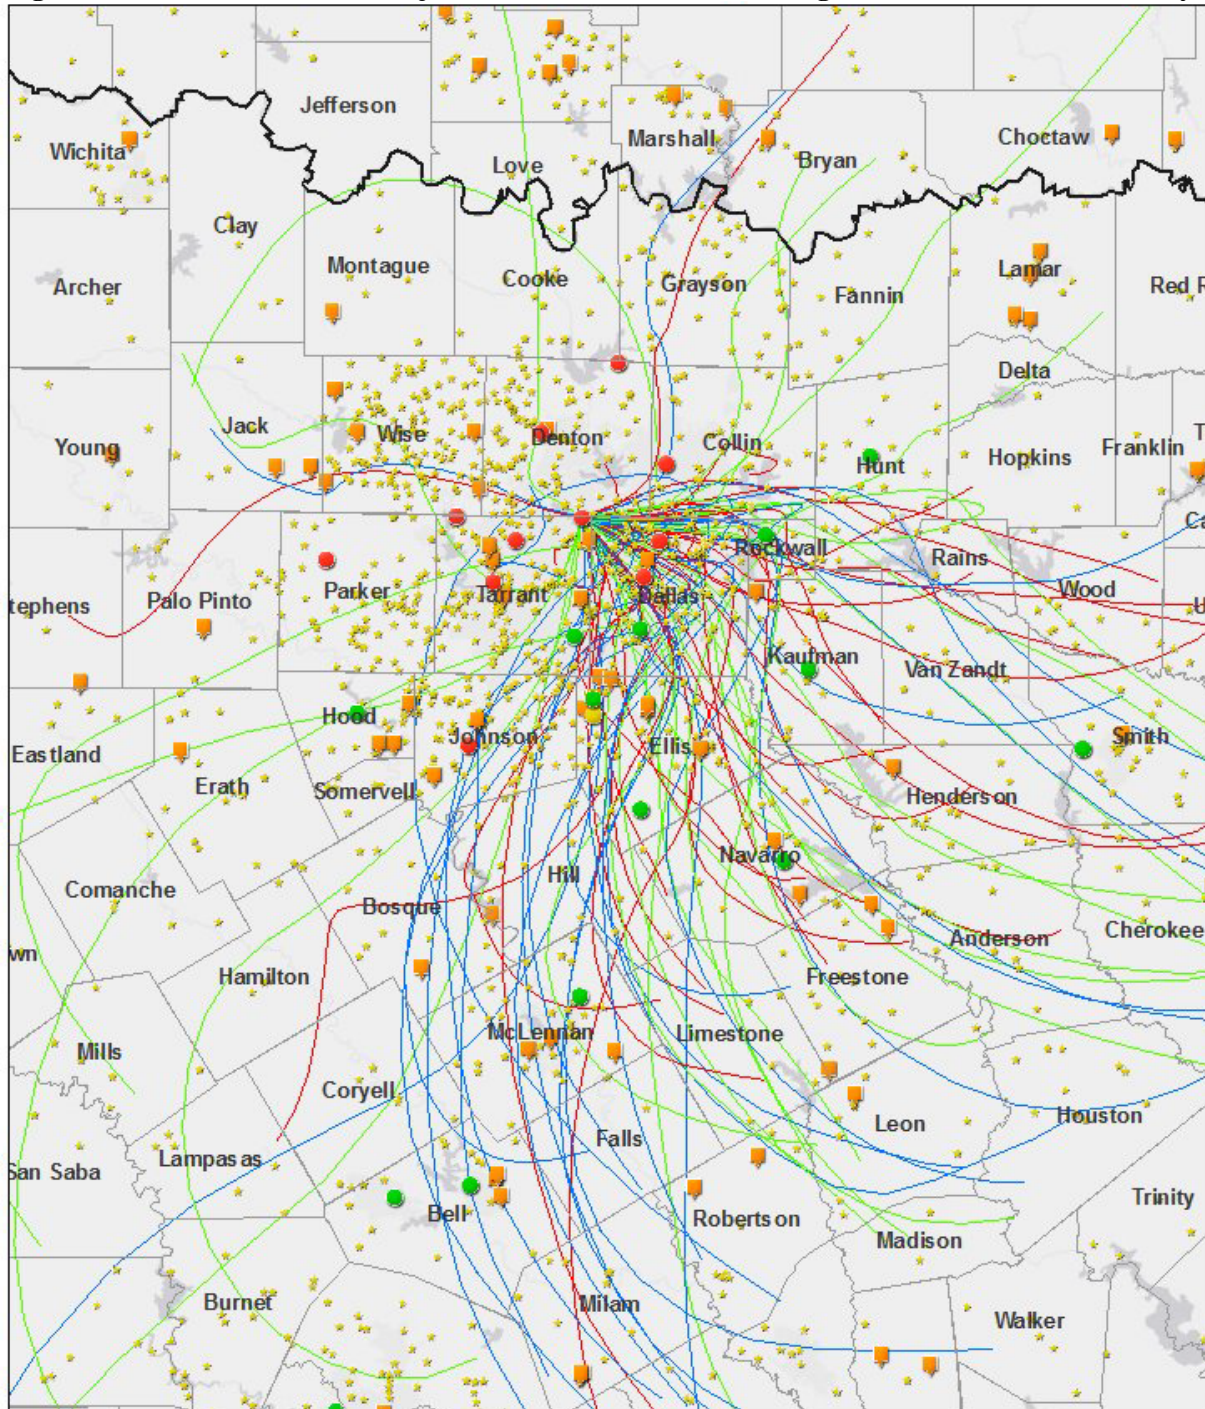 Jefferson
Marshall
Choctaw
Wichita
Love
Bryan
Clay
Montague
Cooke
Grayson
Lamar
Archer
Fannin
Red R
Delta
Jack
Wise
Denton
Collin
Young
Hunt
Hopkins
Franklin
T
Ca
Rockwall
Rains
tephens
Palo Pinto
Parker
Tarrant
Dallas
Wood
U
Kaufman
Van Zandt
Hood
Johnson
Ellis
Smith
Eastland
Erath
Somervell
Henderson
Navarro
Hill
Comanche
Bosque
Cherokee
Anderson
wn
Hamilton
Freestone
McLennan
Limestone
Mills
Coryell
Leon
Houston
Falls
Lampasas
San Saba
Trinity
Bell
Robertson
Madison
Burnet
Milam
Walker